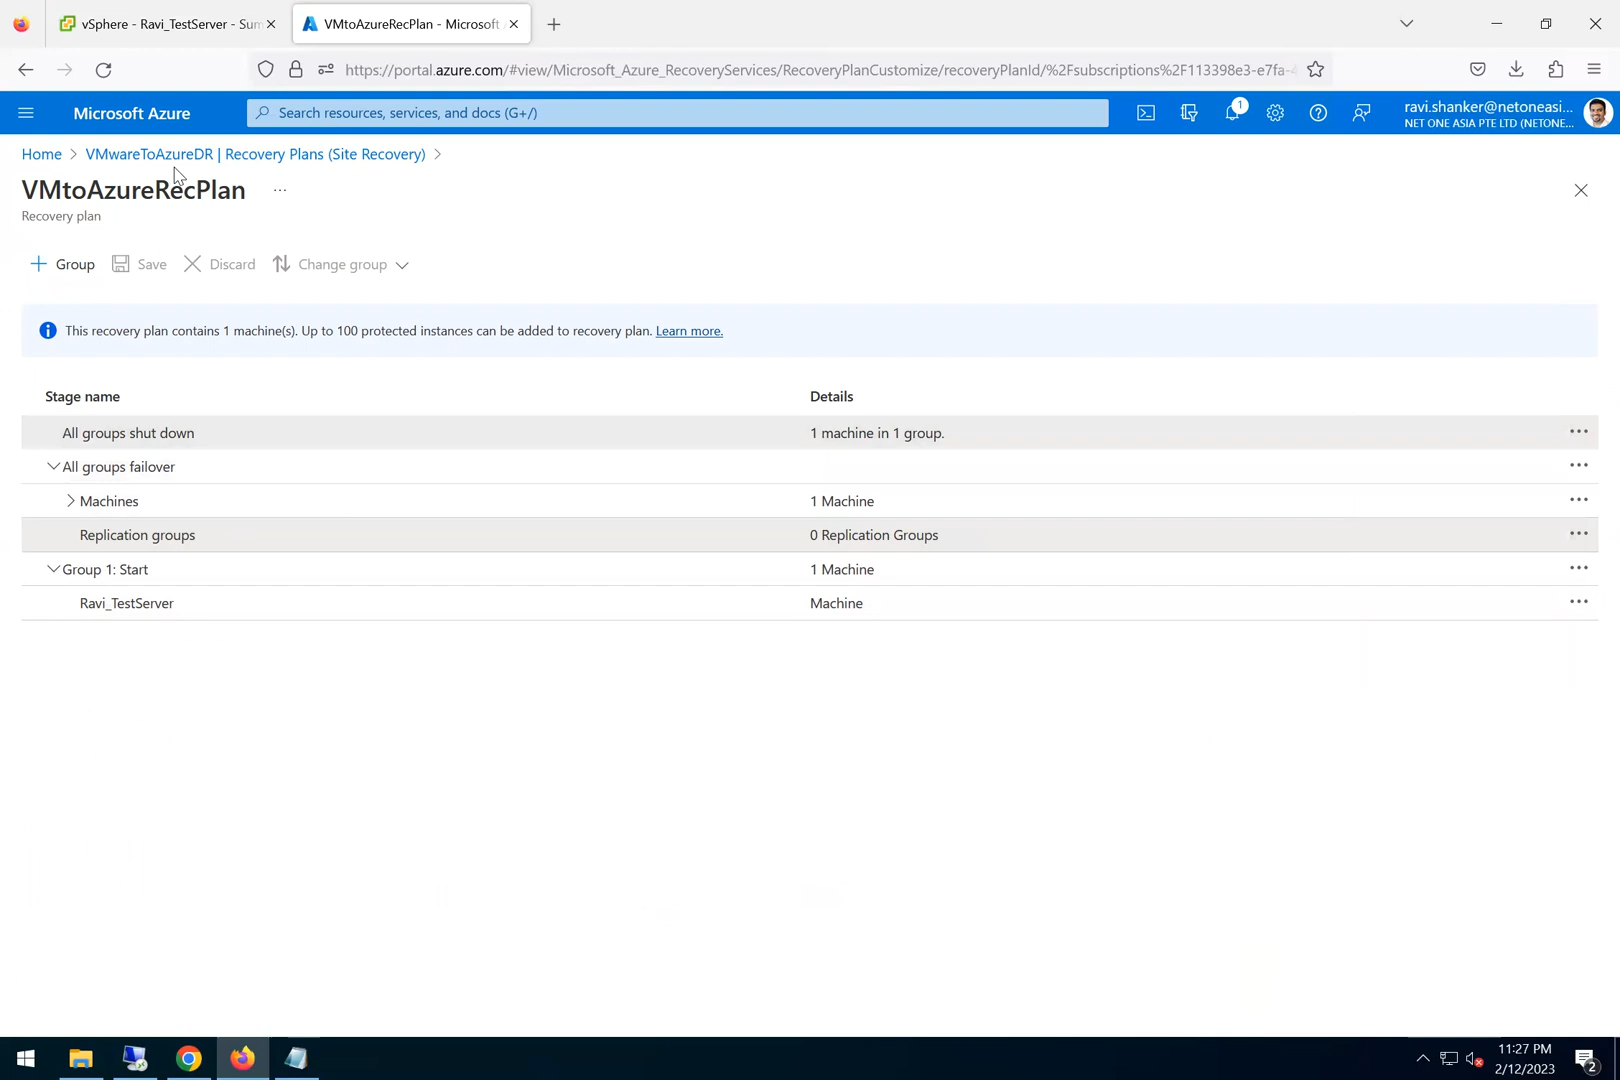 vSphere - Ravi_TestServer - Sum
VMtoAzureRecPlan - Microsoft
https://portal.azure.com/#view/Microsoft_Azure_RecoveryServices/RecoveryPlanCustomize/recoveryPlanId/%2Fsubscriptions%2F113398e3-e7fa-4
Microsoft Azure
Search resources, services, and docs (G+/)
1
ravi.shanker@netoneasi...
NET ONE ASIA PTE LTD (NETONE...
Home > VMwareToAzureDR | Recovery Plans (Site Recovery) >
VMtoAzureRecPlan ...
Recovery plan
Group Save Discard Change group
This recovery plan contains 1 machine(s). Up to 100 protected instances can be added to recovery plan. Learn more.
Stage name Details
All groups shut down 1 machine in 1 group.
All groups failover
Machines 1 Machine
Replication groups 0 Replication Groups
Group 1: Start 1 Machine
Ravi_TestServer Machine
11:27 PM
2/12/2023
2